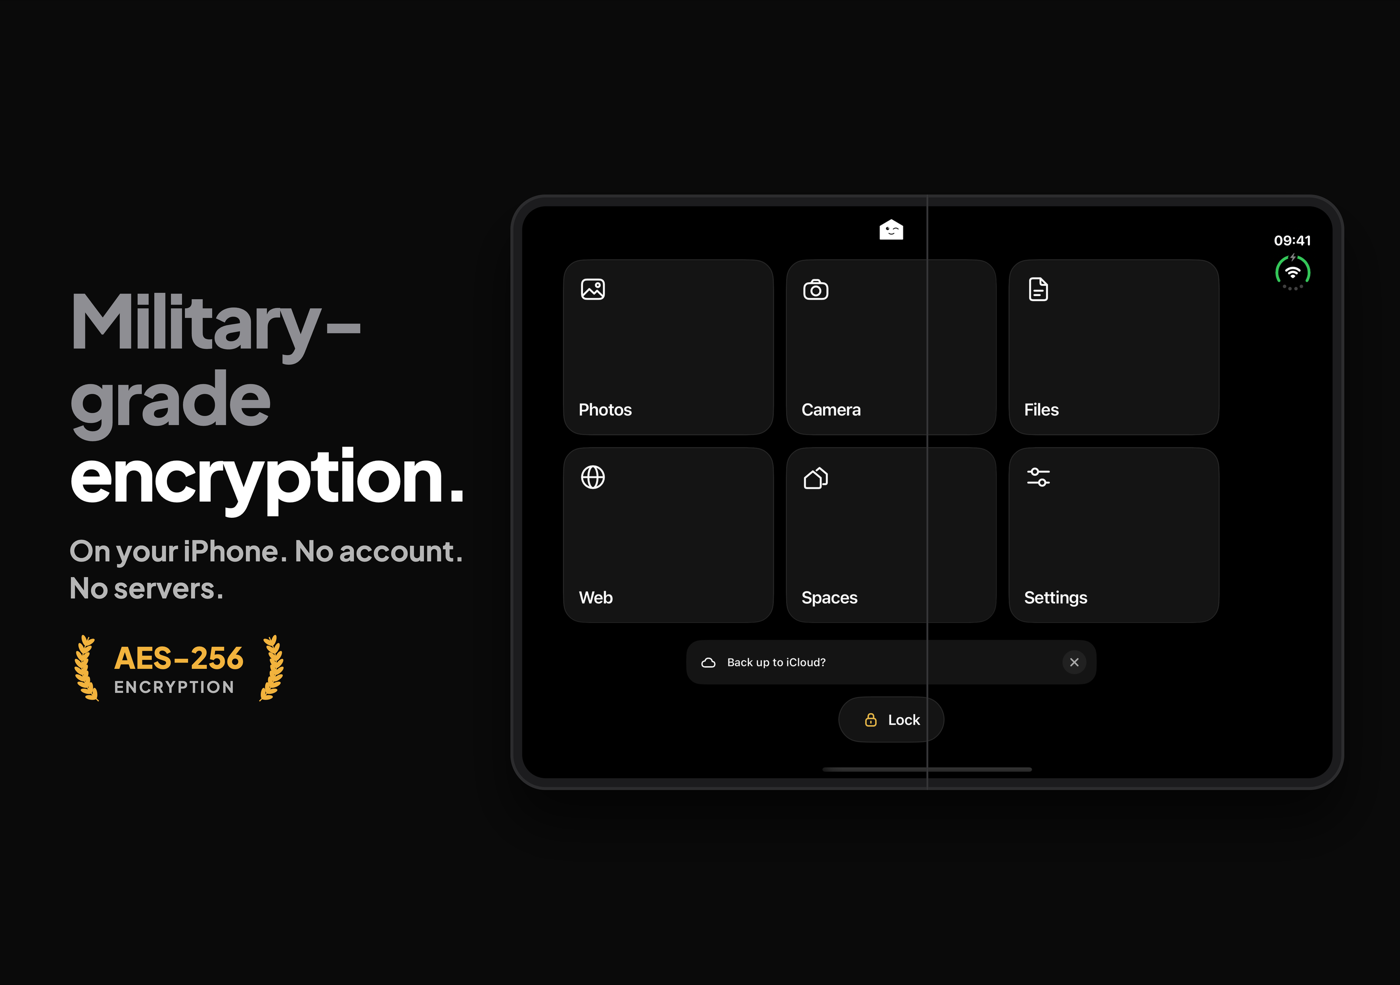 Military-
grade
encryption.
On your iPhone. No account.
No servers.
AES-256
ENCRYPTION
09:41
Photos
Camera
Files
Web
Spaces
Settings
Back up to iCloud?
Lock